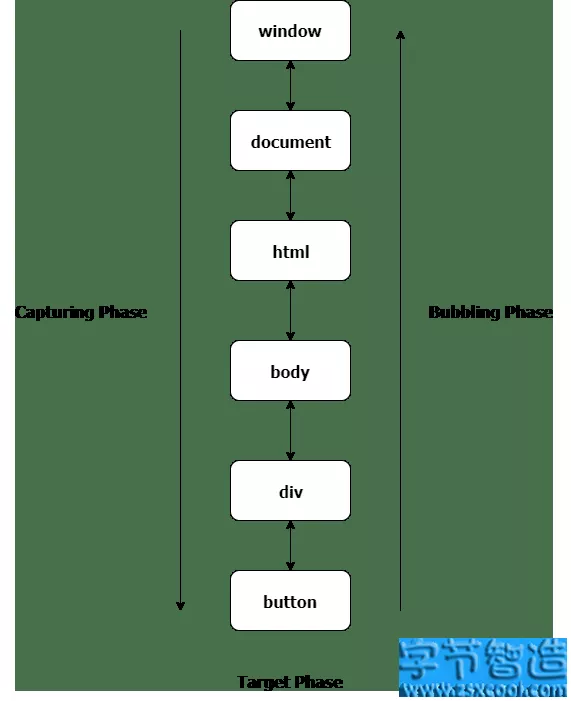 window
document
html
Capturing Phase
Bubbling Phase
body
div
button
Target Phase
字节智造
www.zsxcool.com